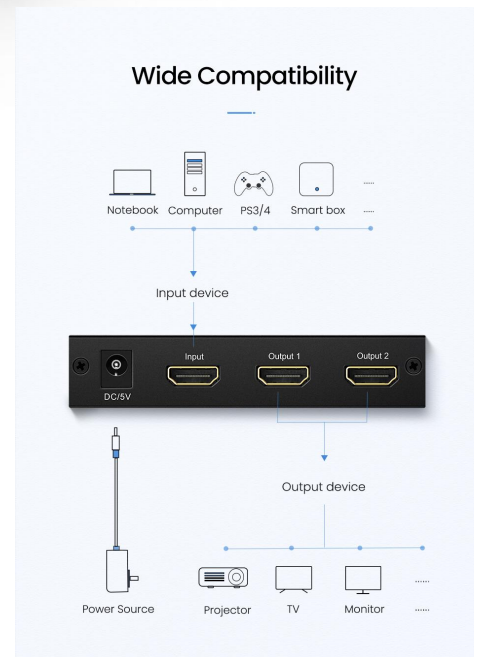 Wide Compatibility
Notebook Computer PS3/4 Smart box ......
......
Input device
Input Output 1 Output 2
DC/5V
Output device
Power Source Projector TV Monitor ......
......